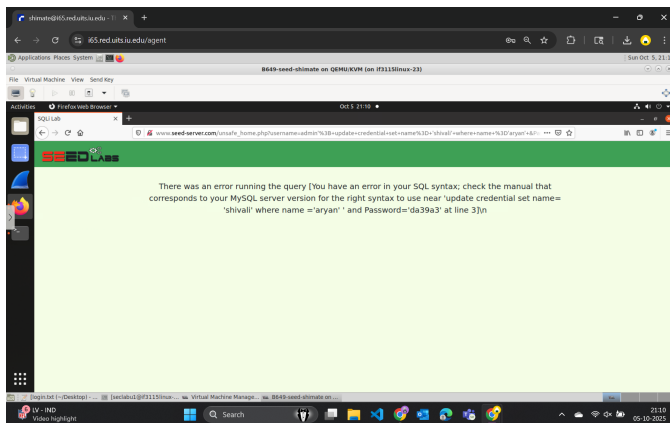 shimate@i65.red.uits.iu.edu - T
i65.red.uits.iu.edu/agent
Applications Places System
Sun Oct 5, 21:1
B649-seed-shimate on QEMU/KVM (on if3115linux-23)
File Virtual Machine View Send Key
Activities Firefox Web Browser Oct 5 21:10
SQLi Lab
www.seed-server.com/unsafe_home.php?username=admin'%3B+update+credential+set+name%3D+'shivali'+where+name+%3D'aryan'+&P
SEEDLABS
There was an error running the query [You have an error in your SQL syntax; check the manual that
corresponds to your MySQL server version for the right syntax to use near 'update credential set name=
'shivali' where name ='aryan' ' and Password='da39a3' at line 3]\n
[login.txt (~/Desktop) - ... [seclabu1@if3115linux-... Virtual Machine Manage... B649-seed-shimate on ...
LV - IND
Video highlight
Search
21:10
05-10-2025